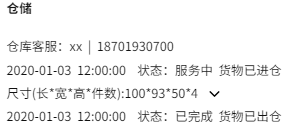 仓储
仓库客服：xx | 18701930700
2020-01-03 12:00:00 状态：服务中 货物已进仓
尺寸(长*宽*高*件数):100*93*50*4
2020-01-03 12:00:00 状态：已完成 货物已出仓